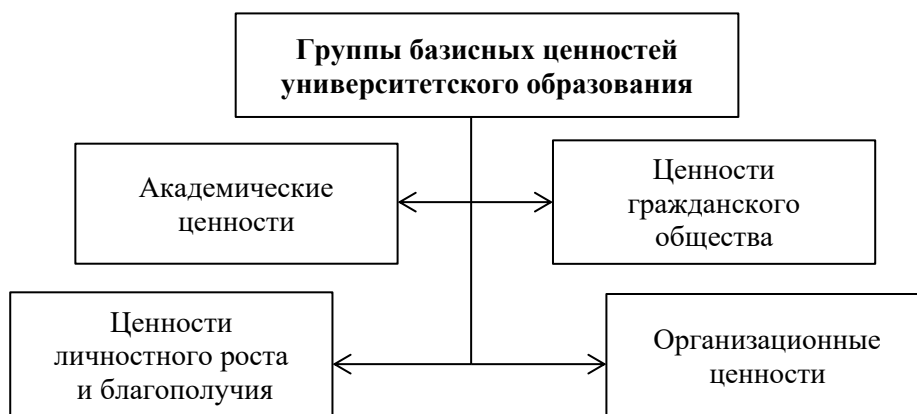 Группы базисных ценностей
университетского образования
Академические
ценности
Ценности
гражданского
общества
Ценности
личностного роста
и благополучия
Организационные
ценности